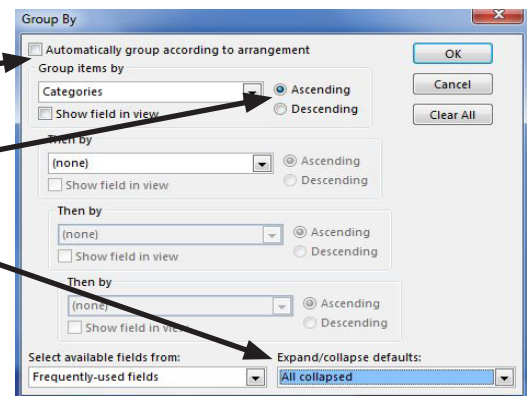 Group By
Automatically group according to arrangement
OK
Group items by
Categories
Ascending
Cancel
Show field in view
Descending
Clear All
Then by
(none)
Ascending
Show field in view
Descending
Then by
(none)
Ascending
Show field in view
Descending
Then by
(none)
Ascending
Show field in view
Descending
Select available fields from:
Expand/collapse defaults:
Frequently-used fields
All collapsed